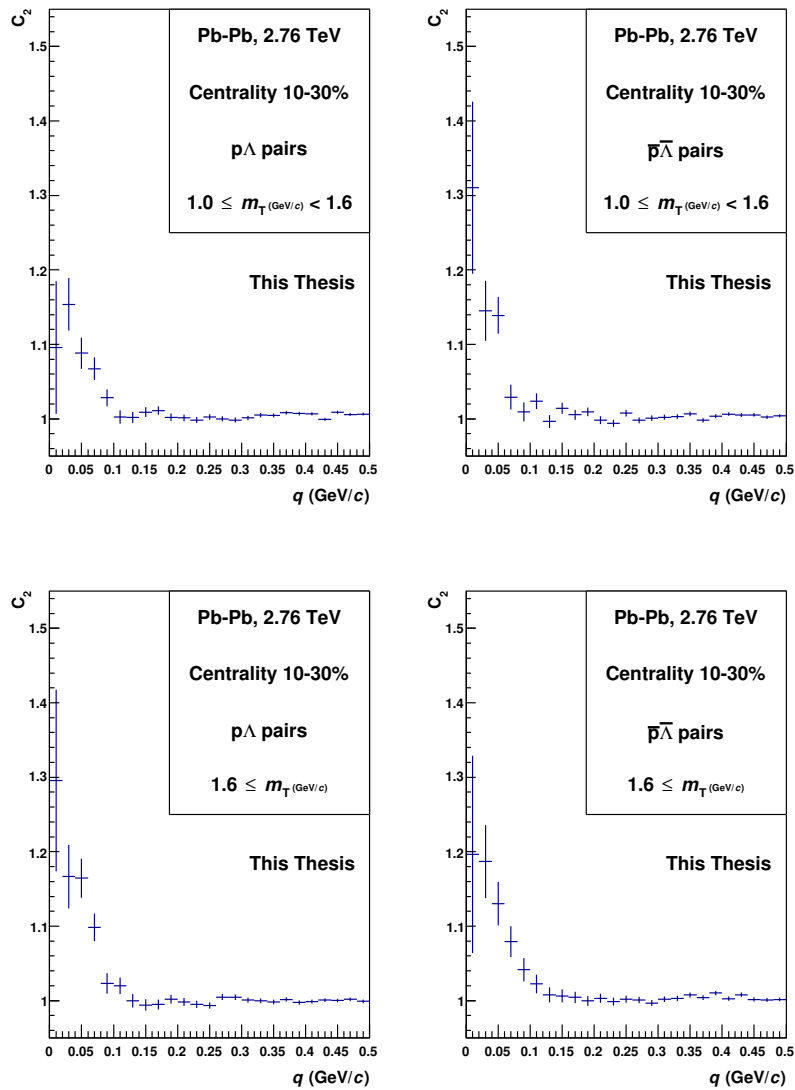 C₂
1.5
1.4
1.3
1.2
1.1
1
Pb-Pb, 2.76 TeV
Centrality 10-30%
pΛ pairs
1.0 ≤ m_T (GeV/c) < 1.6
This Thesis
0 0.05 0.1 0.15 0.2 0.25 0.3 0.35 0.4 0.45 0.5
q (GeV/c)
C₂
1.5
1.4
1.3
1.2
1.1
1
Pb-Pb, 2.76 TeV
Centrality 10-30%
p̅Λ̅ pairs
1.0 ≤ m_T (GeV/c) < 1.6
This Thesis
0 0.05 0.1 0.15 0.2 0.25 0.3 0.35 0.4 0.45 0.5
q (GeV/c)
C₂
1.5
1.4
1.3
1.2
1.1
1
Pb-Pb, 2.76 TeV
Centrality 10-30%
pΛ pairs
1.6 ≤ m_T (GeV/c)
This Thesis
0 0.05 0.1 0.15 0.2 0.25 0.3 0.35 0.4 0.45 0.5
q (GeV/c)
C₂
1.5
1.4
1.3
1.2
1.1
1
Pb-Pb, 2.76 TeV
Centrality 10-30%
p̅Λ̅ pairs
1.6 ≤ m_T (GeV/c)
This Thesis
0 0.05 0.1 0.15 0.2 0.25 0.3 0.35 0.4 0.45 0.5
q (GeV/c)